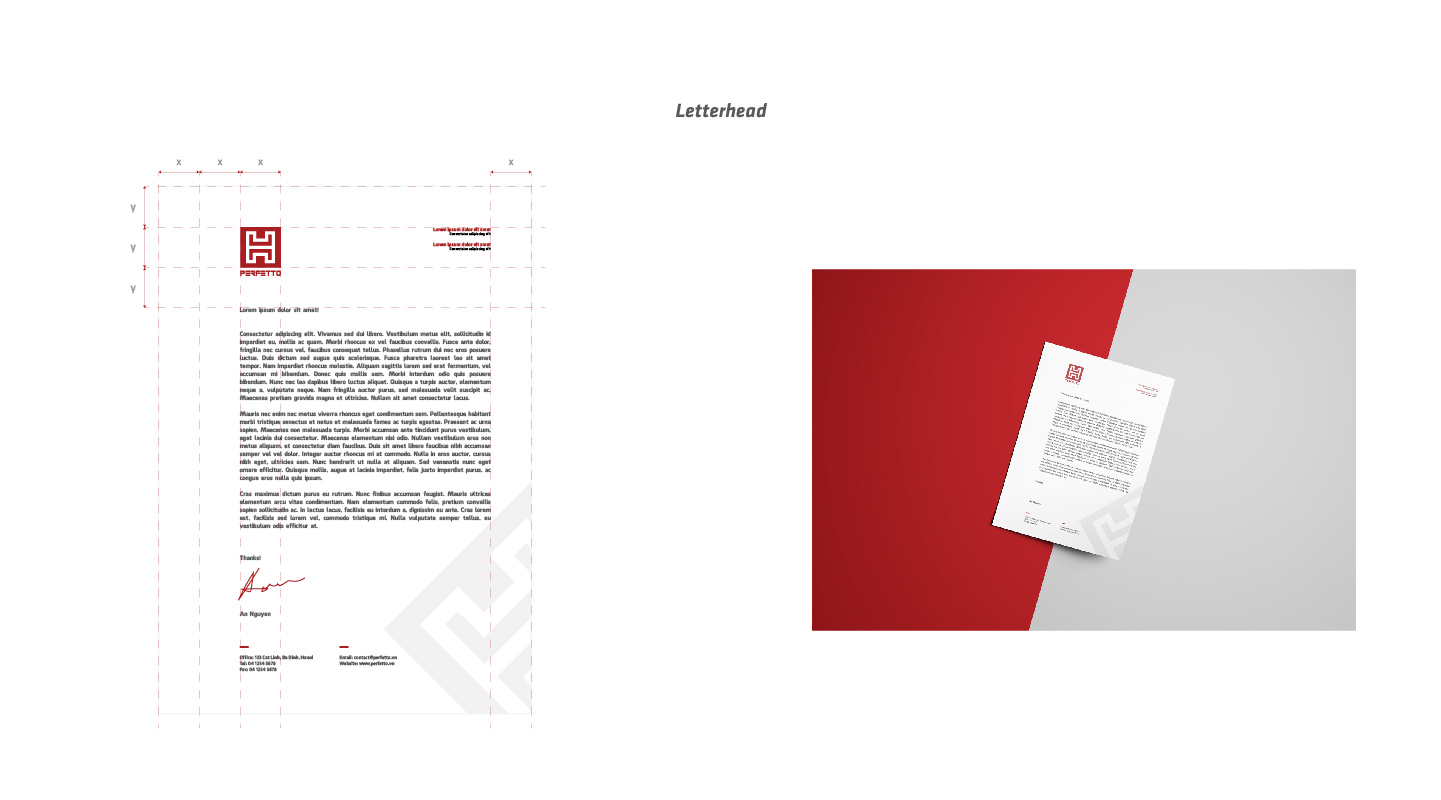 Letterhead
x x x x
y
y
y
PERFETTO
Lorem ipsum dolor sit amet
Consectetur adipiscing elit
Lorem ipsum dolor sit amet
Consectetur adipiscing elit
Lorem ipsum dolor sit amet!
Consectetur adipiscing elit. Vivamus sed dui libero. Vestibulum metus elit, sollicitudin id
imperdiet eu, mollis ac quam. Morbi rhoncus ex vel faucibus convallis. Fusce ante dolor,
fringilla nec cursus vel, faucibus consequat tellus. Phasellus rutrum dui nec eros posuere
luctus. Duis dictum sed augue quis scelerisque. Fusce pharetra laoreet leo sit amet
tempor. Nam imperdiet rhoncus molestie. Aliquam sagittis lorem sed erat fermentum, vel
accumsan mi bibendum. Donec quis mollis sem. Morbi interdum odio quis posuere
bibendum. Nunc nec leo dapibus libero luctus aliquet. Quisque a turpis auctor, elementum
neque a, vulputate neque. Nam fringilla auctor purus, sed malesuada velit suscipit ac.
Maecenas pretium gravida magna et ultricies. Nullam sit amet consectetur lacus.
Mauris nec enim nec metus viverra rhoncus eget condimentum sem. Pellentesque habitant
morbi tristique senectus et netus et malesuada fames ac turpis egestas. Praesent ac urna
sapien. Maecenas non malesuada turpis. Morbi accumsan ante tincidunt purus vestibulum,
eget lacinia dui consectetur. Maecenas elementum nisi odio. Nullam vestibulum eros non
metus aliquam, et consectetur diam faucibus. Duis sit amet libero faucibus nibh accumsan
semper vel vel dolor. Integer auctor rhoncus mi at commodo. Nulla in eros auctor, cursus
nibh eget, ultricies sem. Nunc hendrerit ut nulla at aliquam. Sed venenatis nunc eget
ornare efficitur. Quisque mollis, augue at lacinia imperdiet, felis justo imperdiet purus, ac
congue eros nulla quis ipsum.
Cras maximus dictum purus eu rutrum. Nunc finibus accumsan feugiat. Mauris ultrices
elementum arcu vitae condimentum. Nam elementum commodo felis, pretium convallis
sapien sollicitudin ac. In lectus lacus, facilisis eu interdum a, dignissim eu ante. Cras lorem
est, facilisis sed lorem vel, commodo tristique mi. Nulla vulputate semper tellus, eu
vestibulum odio efficitur at.
Thanks!
An Nguyen
Office: 123 Cat Linh, Ba Dinh, Hanoi
Tel: 04 1234 5678
Fax: 04 1234 5678
Email: contact@perfetto.vn
Website: www.perfetto.vn